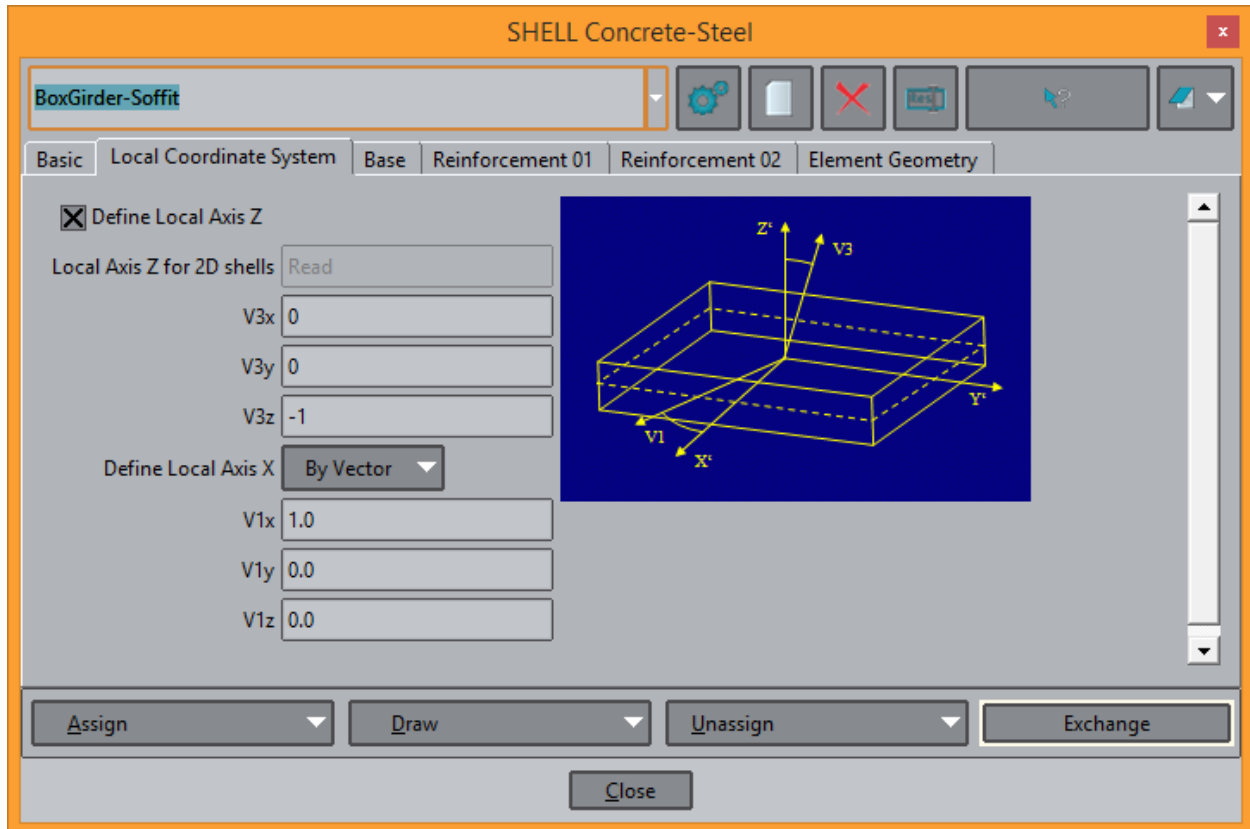 SHELL Concrete-Steel
x
BoxGirder-Soffit
Basic Local Coordinate System Base Reinforcement 01 Reinforcement 02 Element Geometry
Define Local Axis Z
Local Axis Z for 2D shells Read
V3x 0
V3y 0
V3z -1
Define Local Axis X By Vector
V1x 1.0
V1y 0.0
V1z 0.0
Z‘
V3
Y‘
V1
X‘
Assign Draw Unassign Exchange
Close